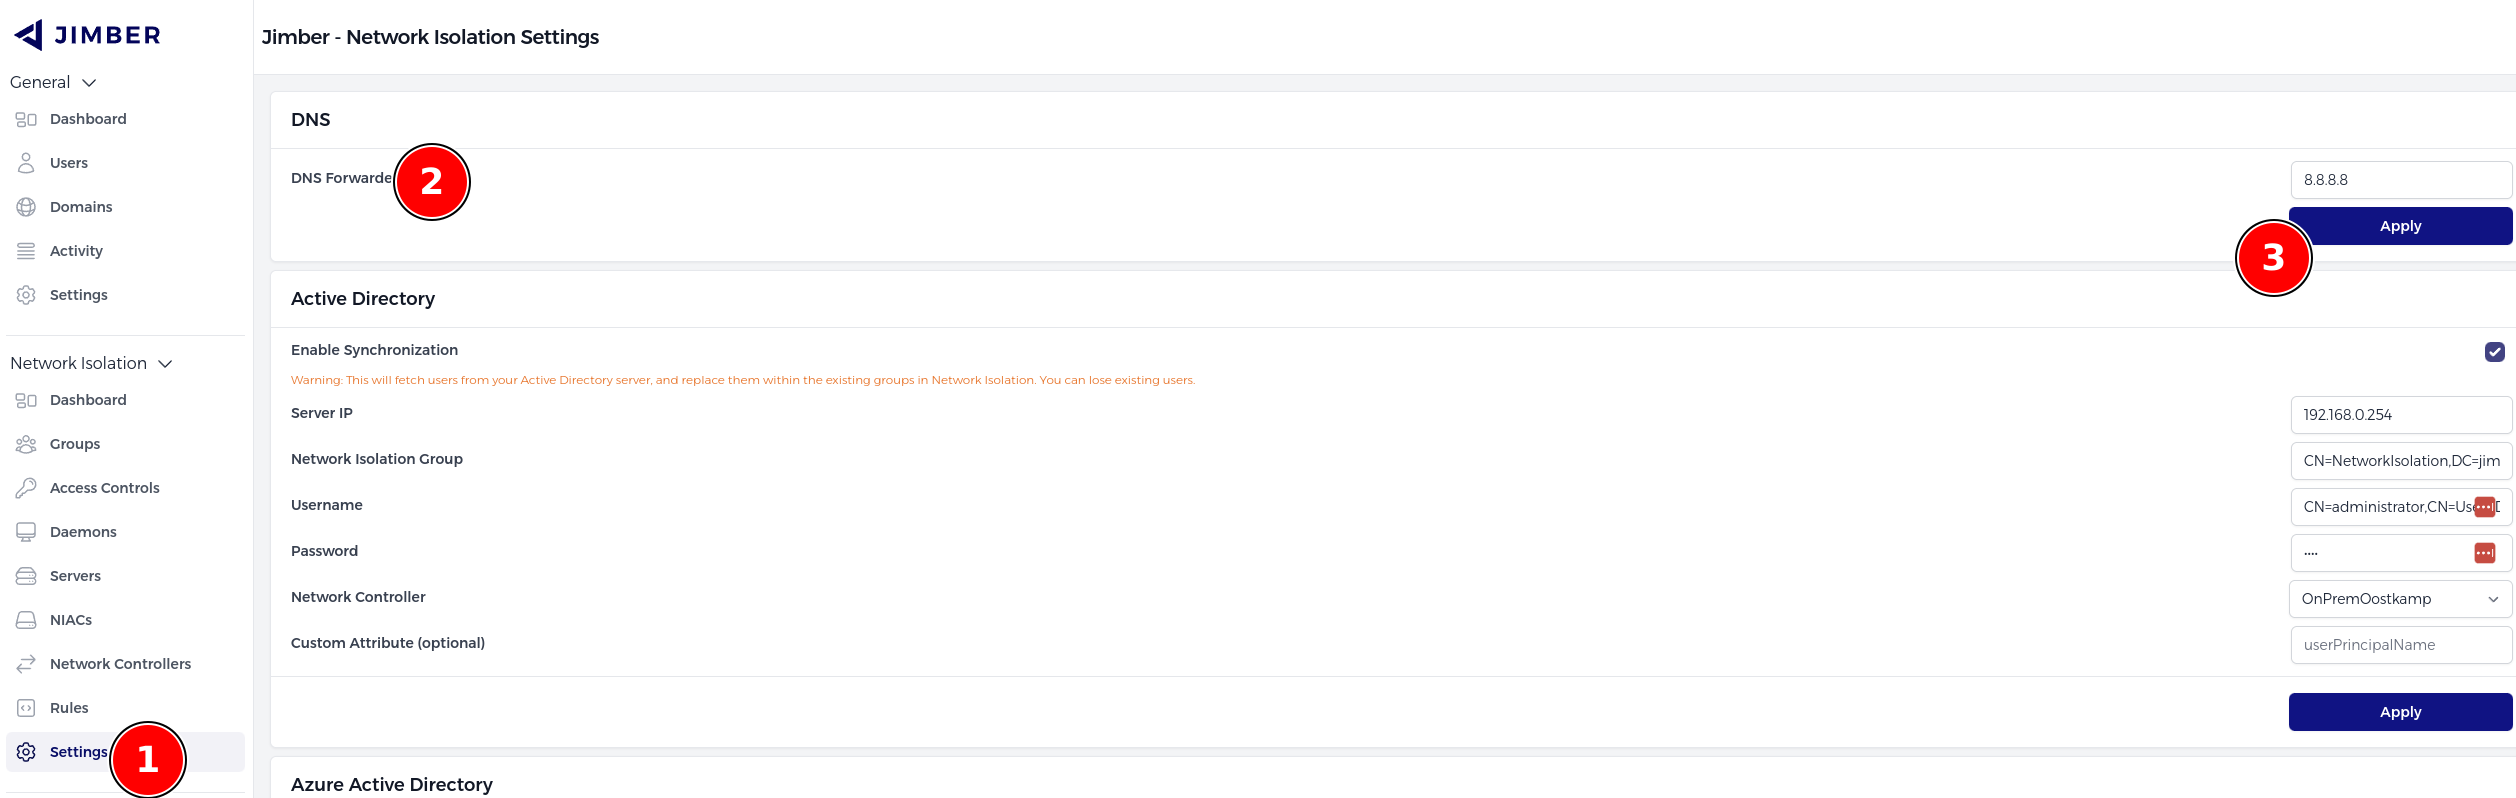 JIMBER
General
Dashboard
Users
Domains
Activity
Settings
Network Isolation
Dashboard
Groups
Access Controls
Daemons
Servers
NIACs
Network Controllers
Rules
Settings
1
Jimber - Network Isolation Settings
DNS
DNS Forwarde
2
8.8.8.8
Apply
3
Active Directory
Enable Synchronization
Warning: This will fetch users from your Active Directory server, and replace them within the existing groups in Network Isolation. You can lose existing users.
Server IP
192.168.0.254
Network Isolation Group
CN=NetworkIsolation,DC=jim
Username
CN=administrator,CN=Use
Password
····
Network Controller
OnPremOostkamp
Custom Attribute (optional)
userPrincipalName
Apply
Azure Active Directory